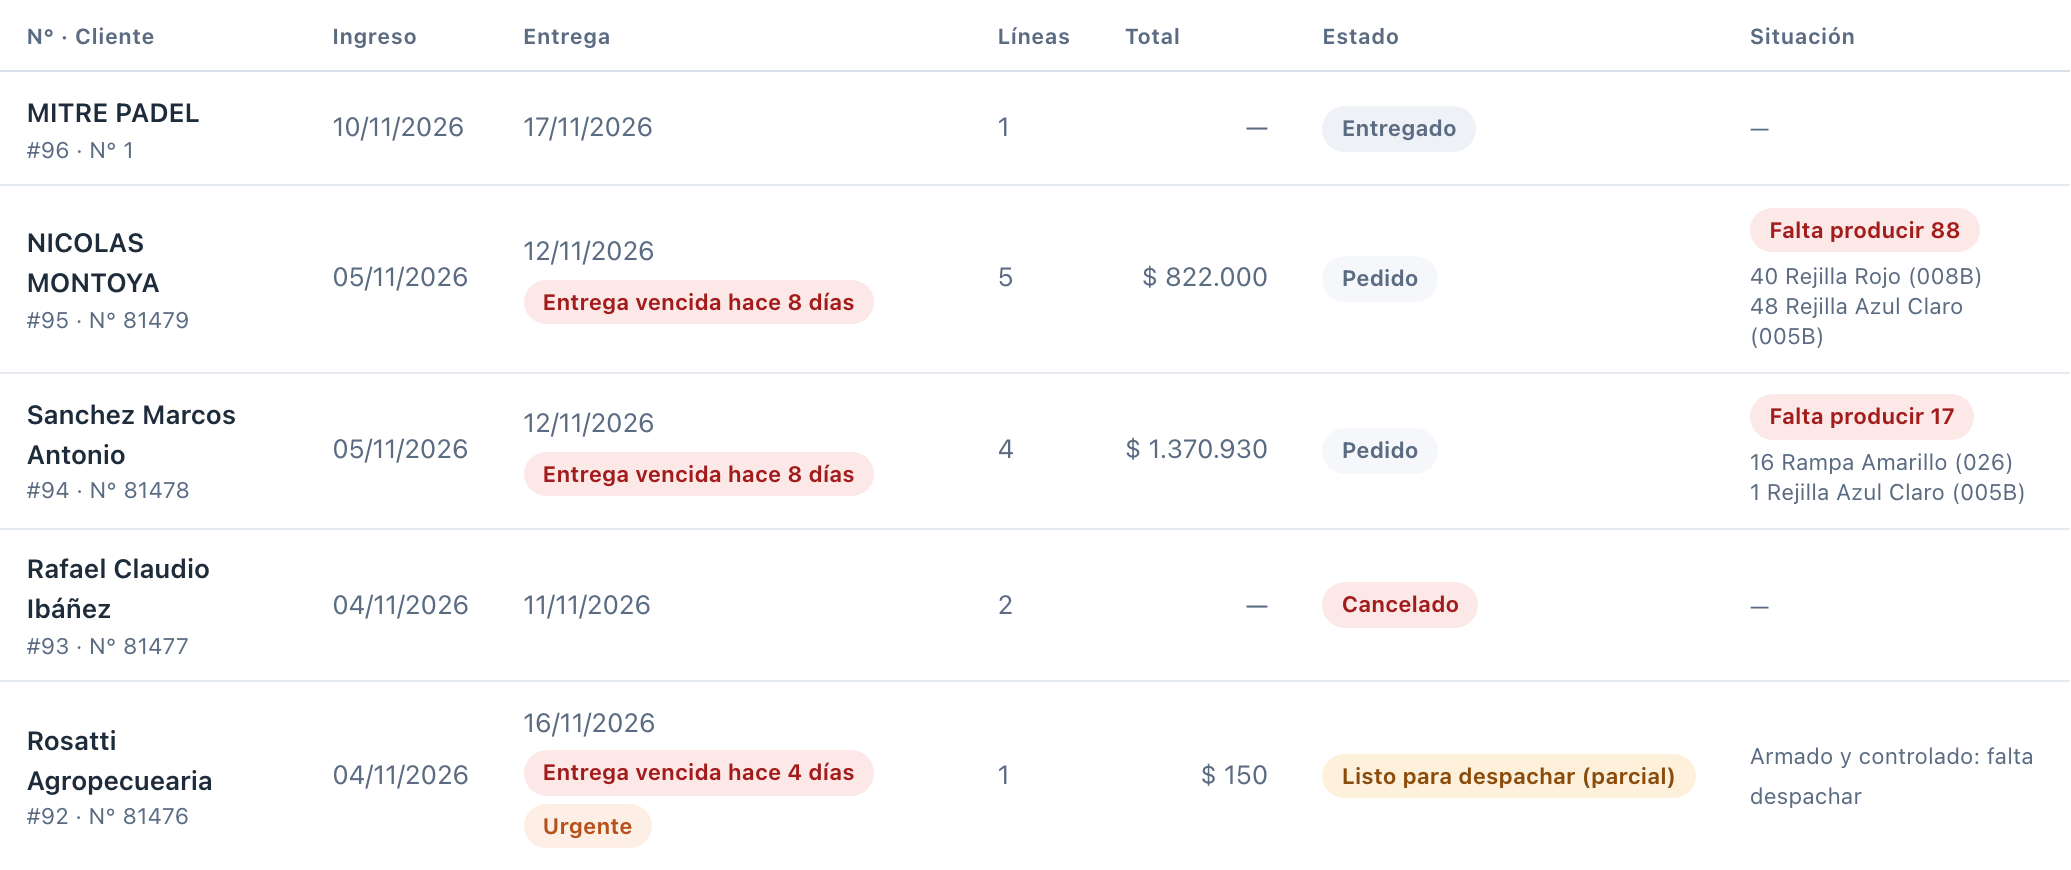 Nº · Cliente Ingreso Entrega Líneas Total Estado Situación
MITRE PADEL
#96 · Nº 1
10/11/2026
17/11/2026
1
—
Entregado
—
NICOLAS
MONTOYA
#95 · Nº 81479
05/11/2026
12/11/2026
Entrega vencida hace 8 días
5
$ 822.000
Pedido
Falta producir 88
40 Rejilla Rojo (008B)
48 Rejilla Azul Claro
(005B)
Sanchez Marcos
Antonio
#94 · Nº 81478
05/11/2026
12/11/2026
Entrega vencida hace 8 días
4
$ 1.370.930
Pedido
Falta producir 17
16 Rampa Amarillo (026)
1 Rejilla Azul Claro (005B)
Rafael Claudio
Ibáñez
#93 · Nº 81477
04/11/2026
11/11/2026
2
—
Cancelado
—
Rosatti
Agropecuearia
#92 · Nº 81476
04/11/2026
16/11/2026
Entrega vencida hace 4 días
Urgente
1
$ 150
Listo para despachar (parcial)
Armado y controlado: falta
despachar